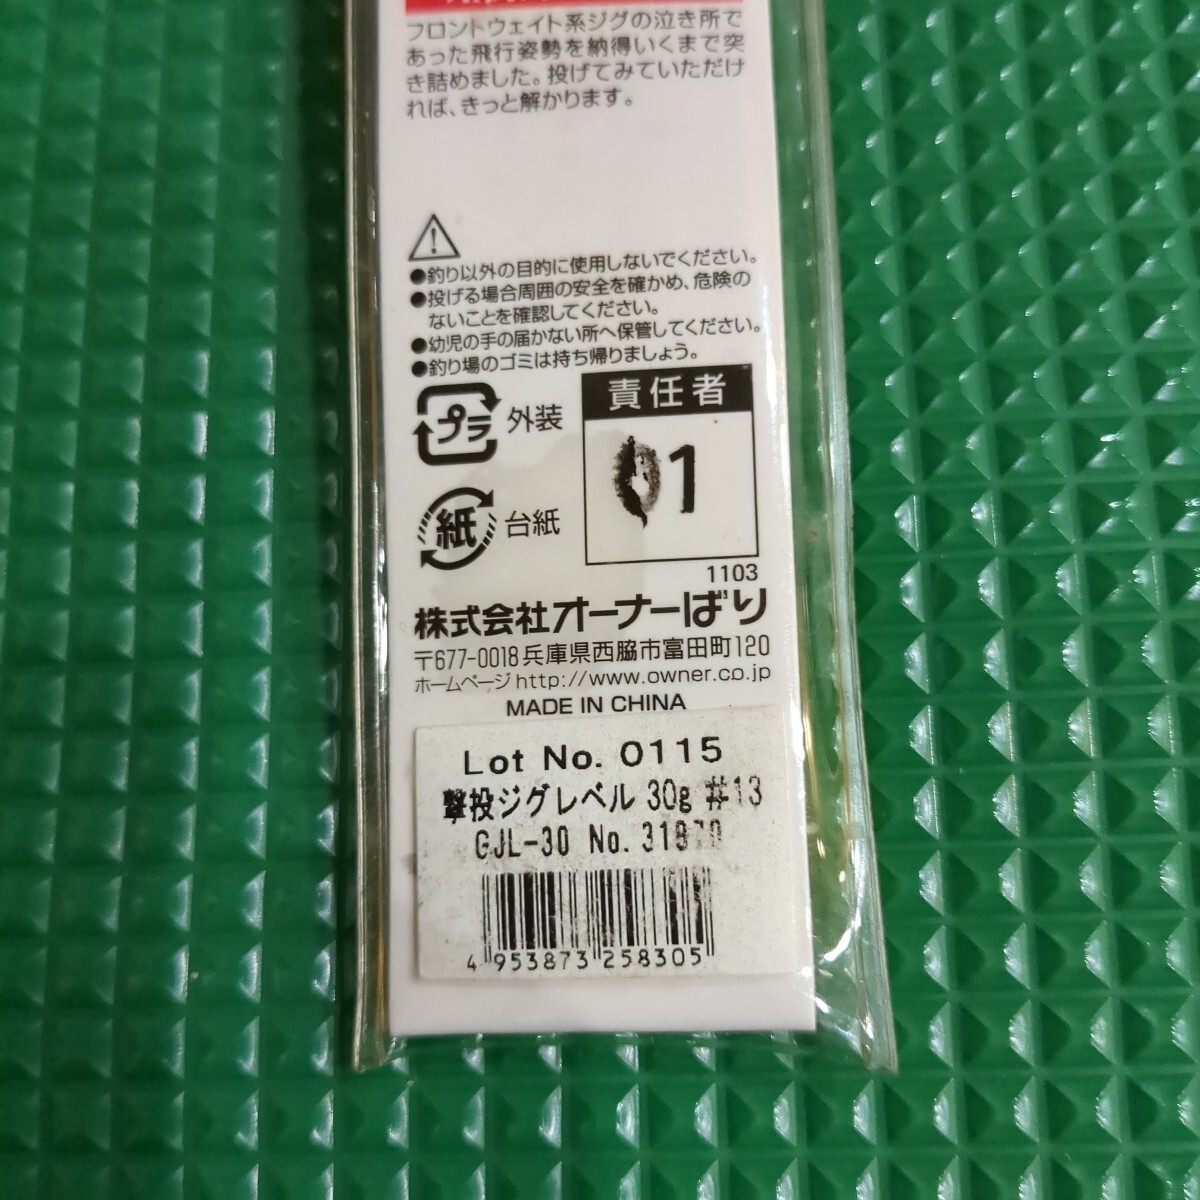 フロントウェイト系ジグの泣き所で
あった飛行姿勢を納得いくまで突
き詰めました。投げてみていただけ
れば、きっと解かります。
●釣り以外の目的に使用しないでください。
●投げる場合周囲の安全を確かめ、危険の
ないことを確認してください。
●幼児の手の届かない所へ保管してください。
●釣り場のゴミは持ち帰りましょう。
プラ 外装
紙 台紙
責任者
1
1103
株式会社オーナーばり
〒677-0018 兵庫県西脇市富田町120
ホームページ http://www.owner.co.jp
MADE IN CHINA
Lot No. 0115
撃投ジグレベル 30g #13
GJL-30 No.
4 953873 258305